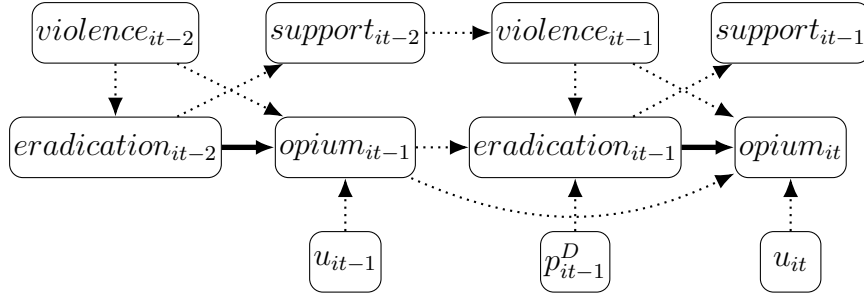 violence_{it−2} support_{it−2} violence_{it−1} support_{it−1}
eradication_{it−2} opium_{it−1} eradication_{it−1} opium_{it}
u_{it−1} p^D_{it−1} u_{it}